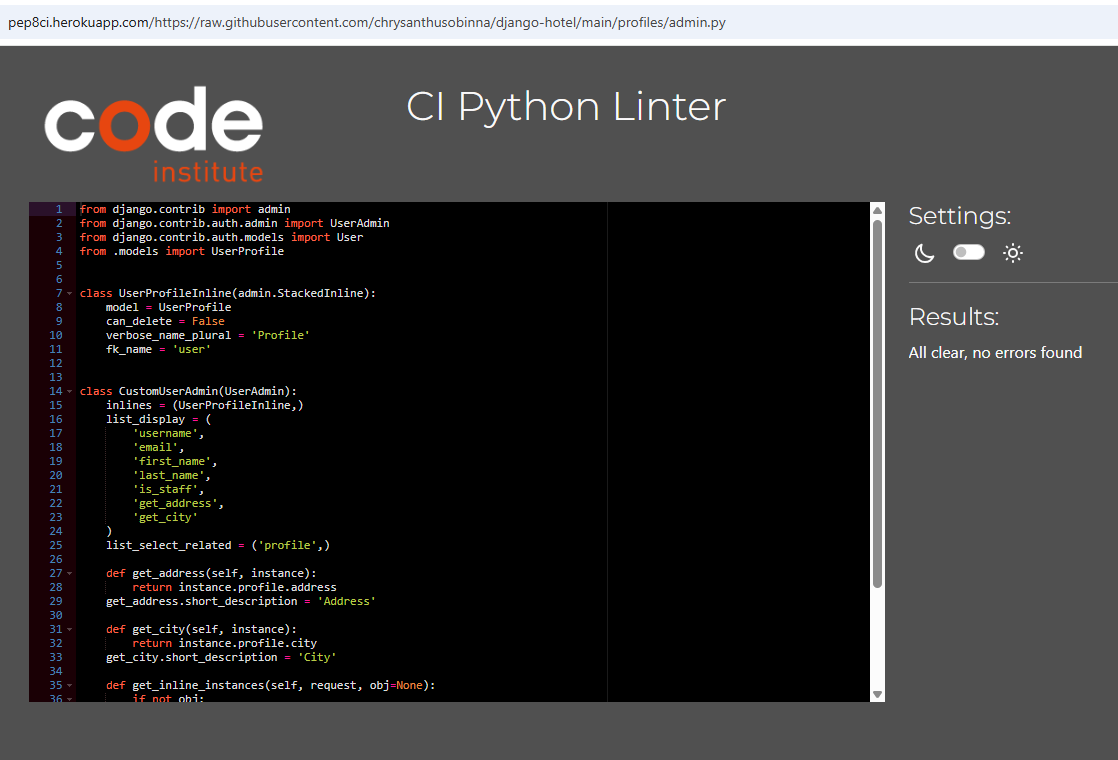 pep8ci.herokuapp.com/https://raw.githubusercontent.com/chrysanthusobinna/django-hotel/main/profiles/admin.py
code
institute
CI Python Linter
1 from django.contrib import admin
2 from django.contrib.auth.admin import UserAdmin
3 from django.contrib.auth.models import User
4 from .models import UserProfile
5
6
7 class UserProfileInline(admin.StackedInline):
8     model = UserProfile
9     can_delete = False
10     verbose_name_plural = 'Profile'
11     fk_name = 'user'
12
13
14 class CustomUserAdmin(UserAdmin):
15     inlines = (UserProfileInline,)
16     list_display = (
17         'username',
18         'email',
19         'first_name',
20         'last_name',
21         'is_staff',
22         'get_address',
23         'get_city'
24     )
25     list_select_related = ('profile',)
26
27     def get_address(self, instance):
28         return instance.profile.address
29     get_address.short_description = 'Address'
30
31     def get_city(self, instance):
32         return instance.profile.city
33     get_city.short_description = 'City'
34
35     def get_inline_instances(self, request, obj=None):
36         if not obj:
Settings:
Results:
All clear, no errors found